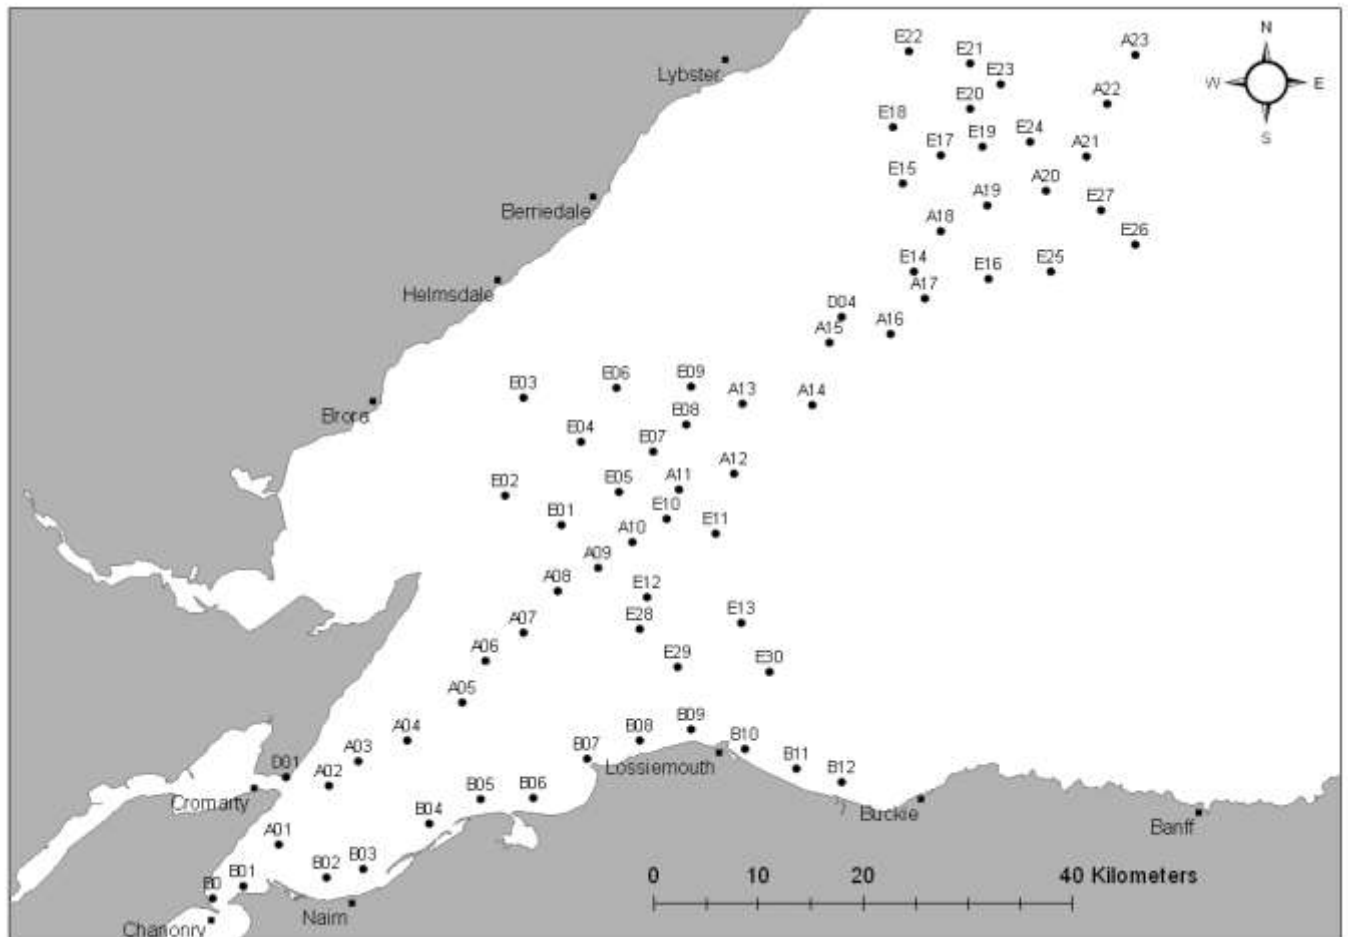 N
E22
E21
A23
Lybster
E23
W
E
E20
A22
E18
E19
E24
S
E17
A21
E15
A20
A19
E27
Berriedale
A18
E26
E14
E16
E25
Helmsdale
A17
D04
A15
A16
E03
E06
E09
A13
A14
Brora
E08
E04
E07
A12
E02
E05
A11
E01
E10
E11
A10
A09
A08
E12
E13
A07
E28
A06
E29
E30
A05
B09
A04
B08
B10
A03
B07
B11
D01
A02
Lossiemouth
B12
Cromarty
B05
B06
B04
Buckie
Banff
A01
B02
B03
0 10 20 40 Kilometers
B0
B01
Nairn
Chanonry